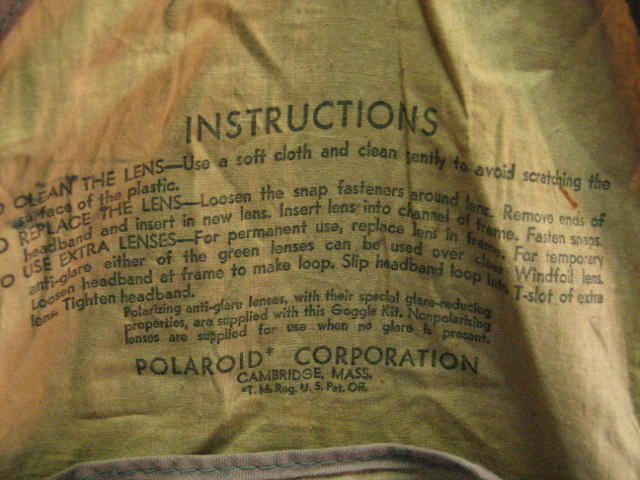 INSTRUCTIONS
O CLEAN THE LENS—Use a soft cloth and clean gently to avoid scratching the
surface of the plastic.
O REPLACE THE LENS—Loosen the snap fasteners around lens. Remove ends of
headband and insert in new lens. Insert lens into channel of frame. Fasten snaps.
O USE EXTRA LENSES—For permanent use, replace lens in frame. For temporary
anti-glare either of the green lenses can be used over clear Windfoil lens.
Loosen headband at frame to make loop. Slip headband loop into T-slot of extra
lens. Tighten headband.
Polarizing anti-glare lenses, with their special glare-reducing
properties, are supplied with this Goggle Kit. Nonpolarizing
lenses are supplied for use when no glare is present.
POLAROID* CORPORATION
CAMBRIDGE, MASS.
*T. M. Reg. U. S. Pat. Off.